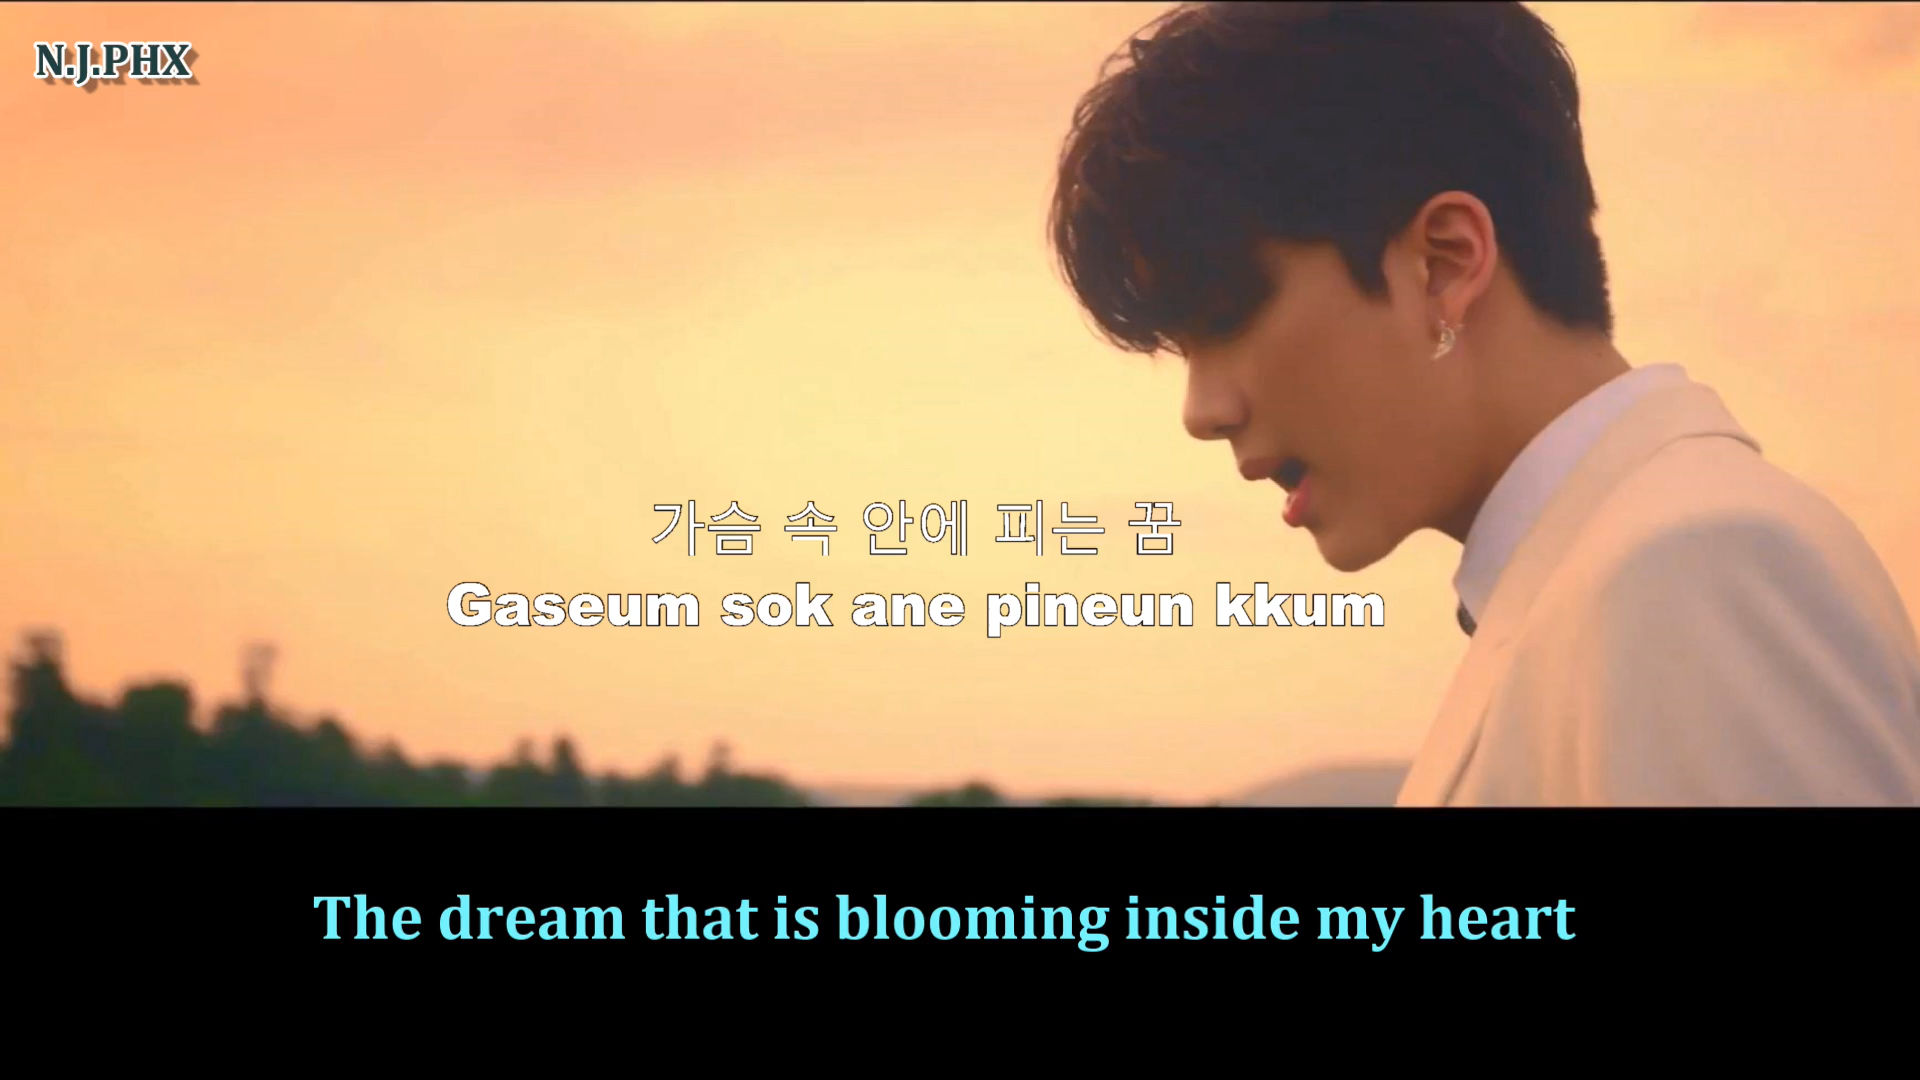 N.J.PHX
가슴 속 안에 피는 꿈
Gaseum sok ane pineun kkum
The dream that is blooming inside my heart